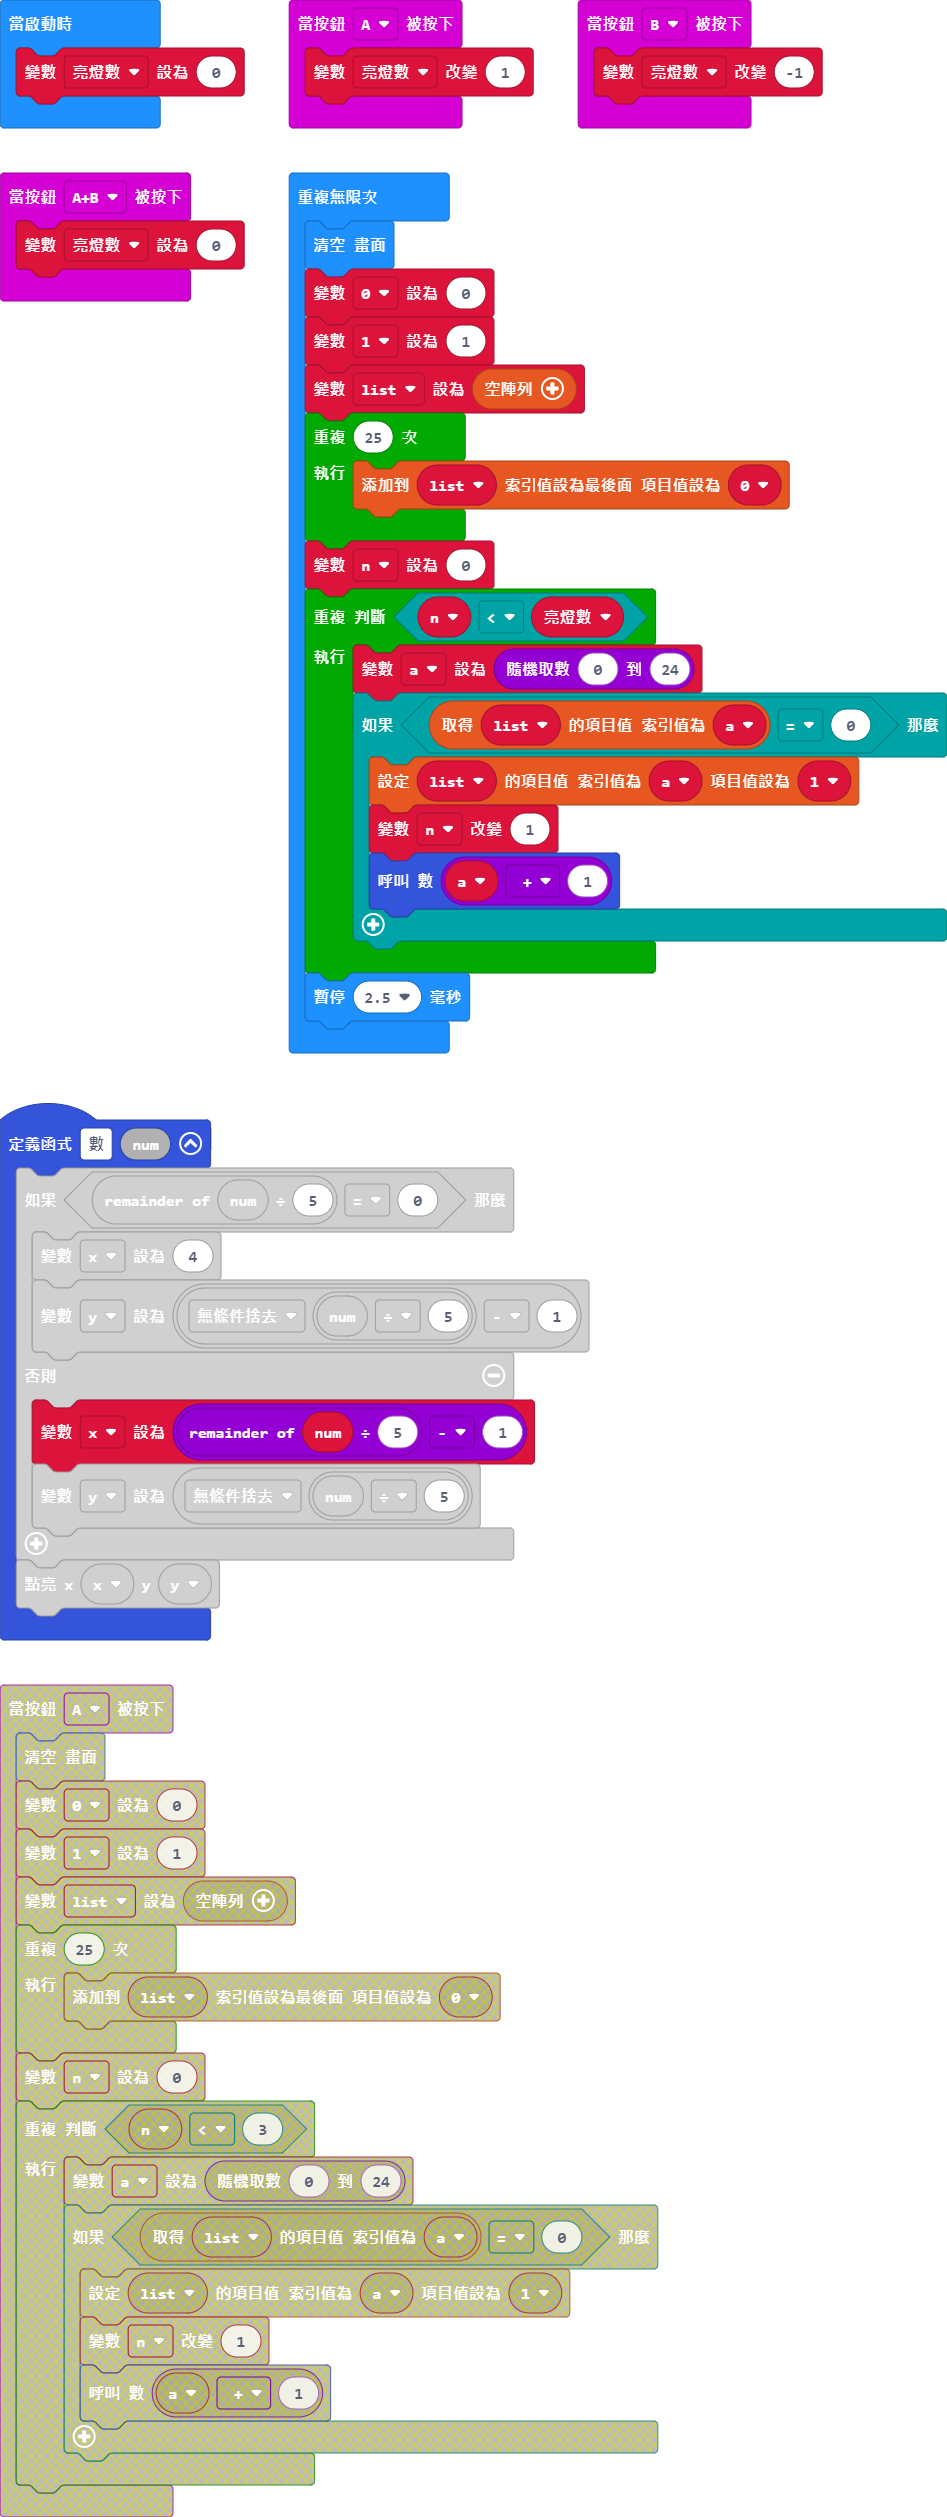 當啟動時
變數 亮燈數 設為 0
當按鈕 A 被按下
變數 亮燈數 改變 1
當按鈕 B 被按下
變數 亮燈數 改變 -1
當按鈕 A+B 被按下
變數 亮燈數 設為 0
重複無限次
清空 畫面
變數 0 設為 0
變數 1 設為 1
變數 list 設為 空陣列
重複 25 次
執行 添加到 list 索引值設為最後面 項目值設為 0
變數 n 設為 0
重複 判斷 n < 亮燈數
執行 變數 a 設為 隨機取數 0 到 24
如果 取得 list 的項目值 索引值為 a = 0 那麼
設定 list 的項目值 索引值為 a 項目值設為 1
變數 n 改變 1
呼叫 數 a + 1
暫停 2.5 毫秒
定義函式 數 num
如果 remainder of num ÷ 5 = 0 那麼
變數 x 設為 4
變數 y 設為 無條件捨去 num ÷ 5 - 1
否則
變數 x 設為 remainder of num ÷ 5 - 1
變數 y 設為 無條件捨去 num ÷ 5
點亮 x x y y
當按鈕 A 被按下
清空 畫面
變數 0 設為 0
變數 1 設為 1
變數 list 設為 空陣列
重複 25 次
執行 添加到 list 索引值設為最後面 項目值設為 0
變數 n 設為 0
重複 判斷 n < 3
執行 變數 a 設為 隨機取數 0 到 24
如果 取得 list 的項目值 索引值為 a = 0 那麼
設定 list 的項目值 索引值為 a 項目值設為 1
變數 n 改變 1
呼叫 數 a + 1